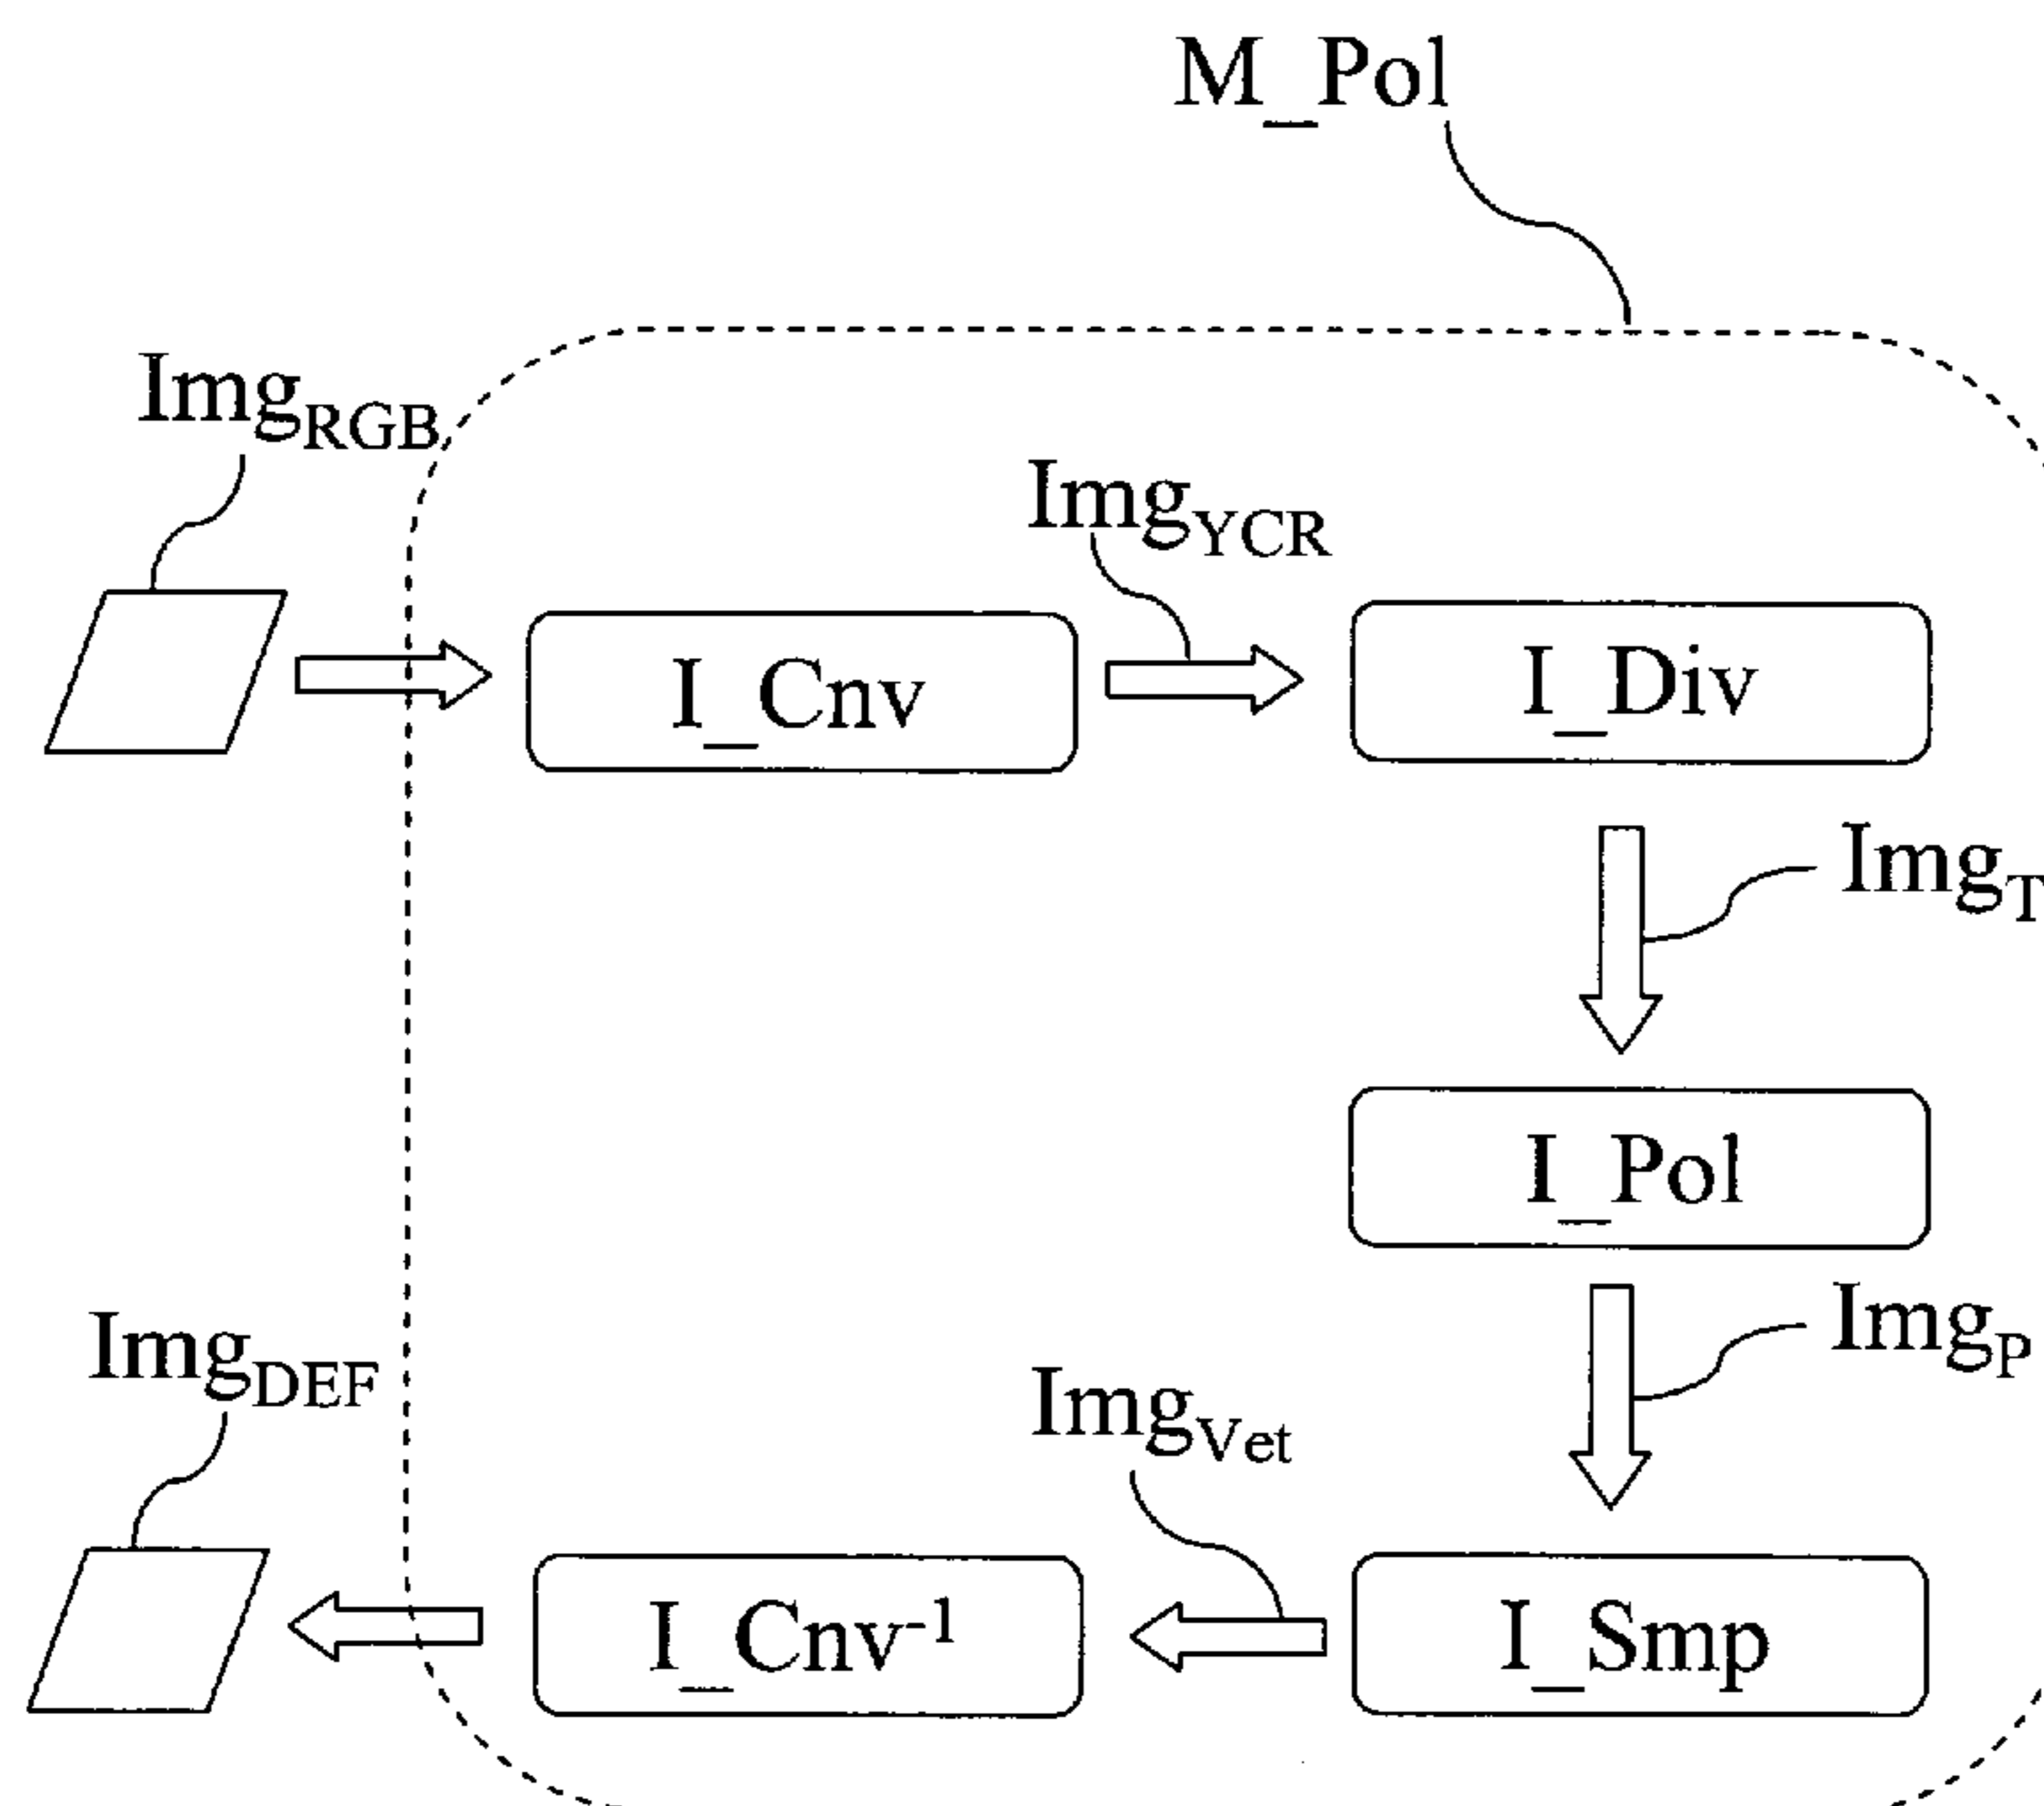 M_Pol
ImgRGB
ImgYCR
I_Cnv
I_Div
ImgT
I_Pol
ImgP
ImgDEF
ImgVet
I_Cnv-1
I_Smp